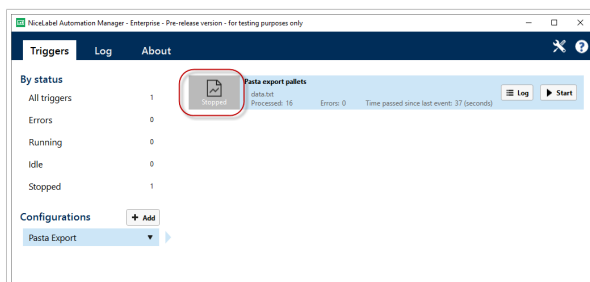 NiceLabel Automation Manager - Enterprise - Pre-release version - for testing purposes only
Triggers Log About
By status
All triggers 1
Errors 0
Running 0
Idle 0
Stopped 1
Configurations + Add
Pasta Export
Stopped
Pasta export pallets
data.txt
Processed: 16 Errors: 0 Time passed since last event: 37 (seconds)
Log Start